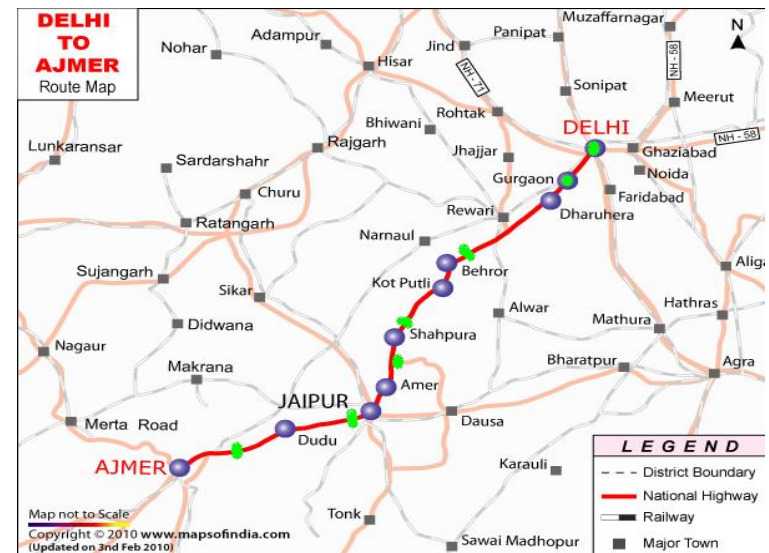 DELHI
TO
AJMER
Route Map
N
Muzaffarnagar
Panipat
Adampur
Jind
Nohar
Hisar
NH - 71
NH - 58
Sonipat
Meerut
Rohtak
DELHI
NH - 58
Bhiwani
Lunkaransar
Rajgarh
Ghaziabad
Sardarshahr
Jhajjar
Gurgaon
Noida
Churu
Faridabad
Dharuhera
Rewari
Ratangarh
Narnaul
Behror
Aliga
Sujangarh
Kot Putli
Sikar
Alwar
Hathras
Didwana
Mathura
Shahpura
Nagaur
Bharatpur
Makrana
Agra
Amer
JAIPUR
Dausa
Merta Road
Dudu
AJMER
Karauli
LEGEND
District Boundary
National Highway
Railway
Major Town
Tonk
Sawai Madhopur
Map not to Scale
Copyright © 2010 www.mapsofindia.com
(Updated on 3nd Feb 2010)